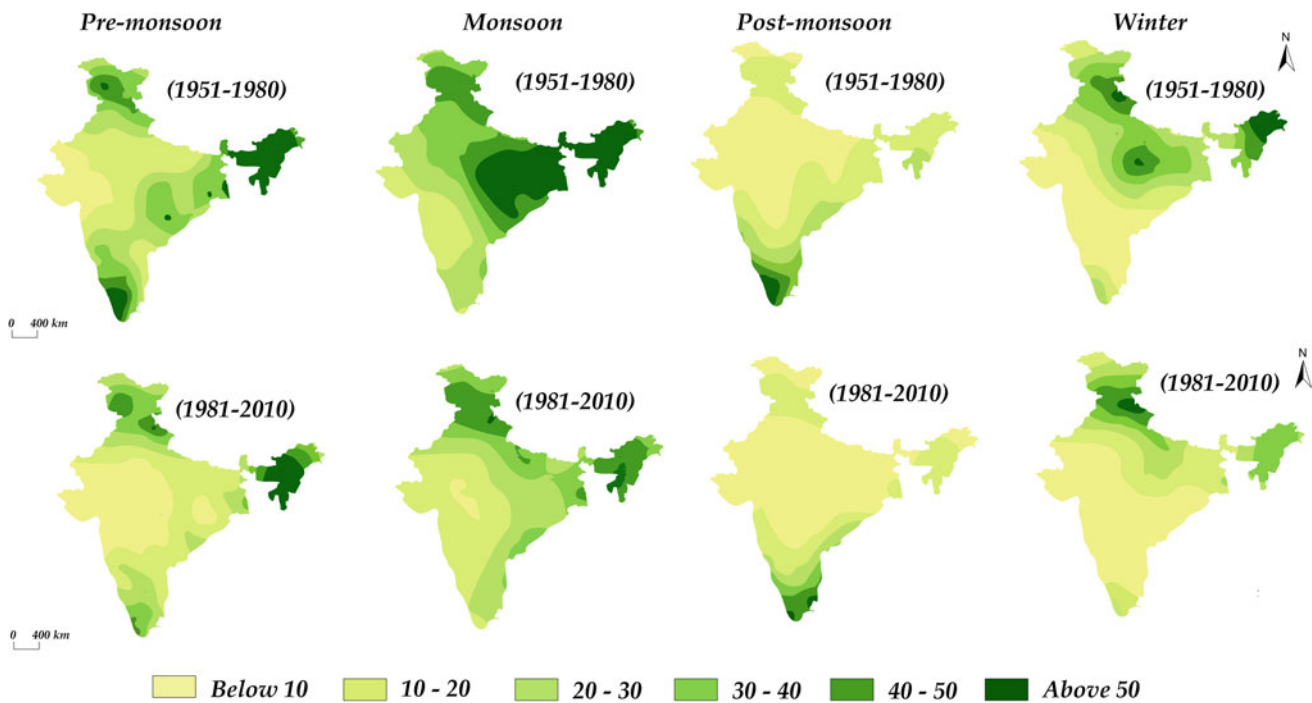 Pre-monsoon Monsoon Post-monsoon Winter
N
(1951-1980) (1951-1980) (1951-1980) (1951-1980)
0 400 km
N
(1981-2010) (1981-2010) (1981-2010) (1981-2010)
0 400 km
Below 10 10 - 20 20 - 30 30 - 40 40 - 50 Above 50